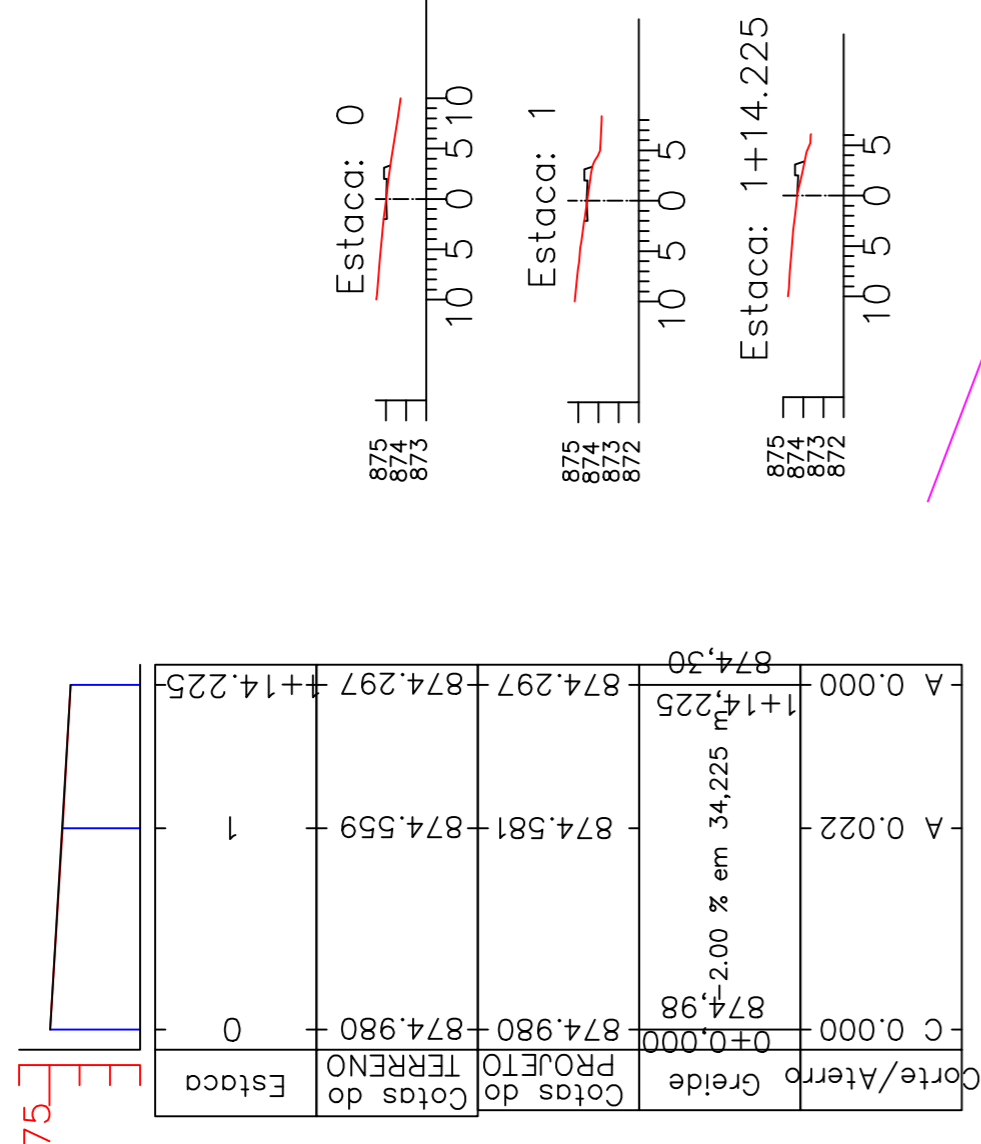 Estaca: 0
10 5 0 5 10
875
874
873
Estaca: 1
10 5 0 5
875
874
873
872
Estaca: 1+14.225
10 5 0 5
875
874
873
872
75
Estaca 0 1 1+14.225
Cotas do TERRENO 874.980 874.559 874.297
Cotas do PROJETO 874.980 874.581 874.297
Greide 0+0,000 874,98 -2.00 % em 34,225 m 1+14,225 874,30
Corte/Aterro C 0.000 A 0.022 A 0.000